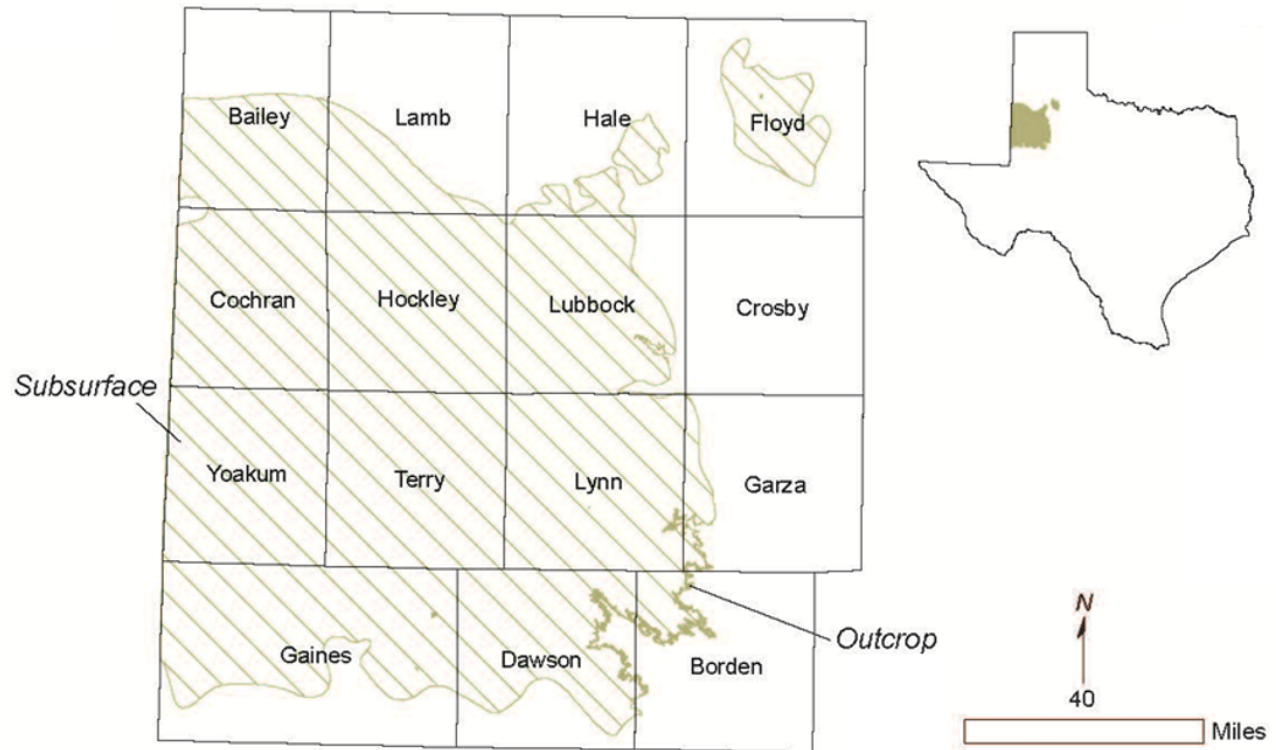 Bailey
Lamb
Hale
Floyd
Cochran
Hockley
Lubbock
Crosby
Subsurface
Yoakum
Terry
Lynn
Garza
Gaines
Dawson
Borden
Outcrop
N
40
Miles